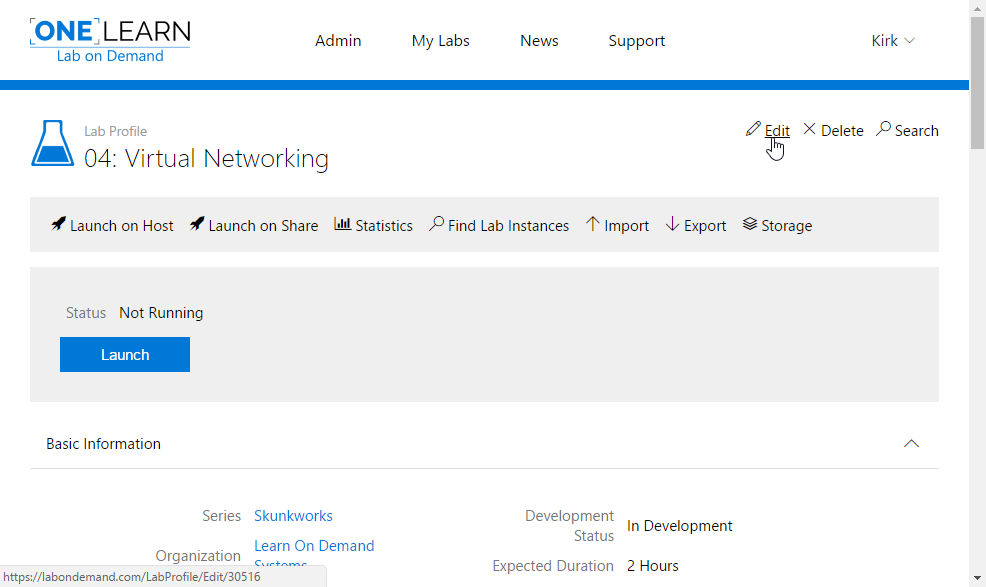 ONE LEARN
Lab on Demand
Admin My Labs News Support Kirk
Lab Profile
04: Virtual Networking
Edit Delete Search
Launch on Host Launch on Share Statistics Find Lab Instances Import Export Storage
Status Not Running
Launch
Basic Information
Series Skunkworks
Organization Learn On Demand
Systems
Development
Status In Development
Expected Duration 2 Hours
https://labondemand.com/LabProfile/Edit/30516